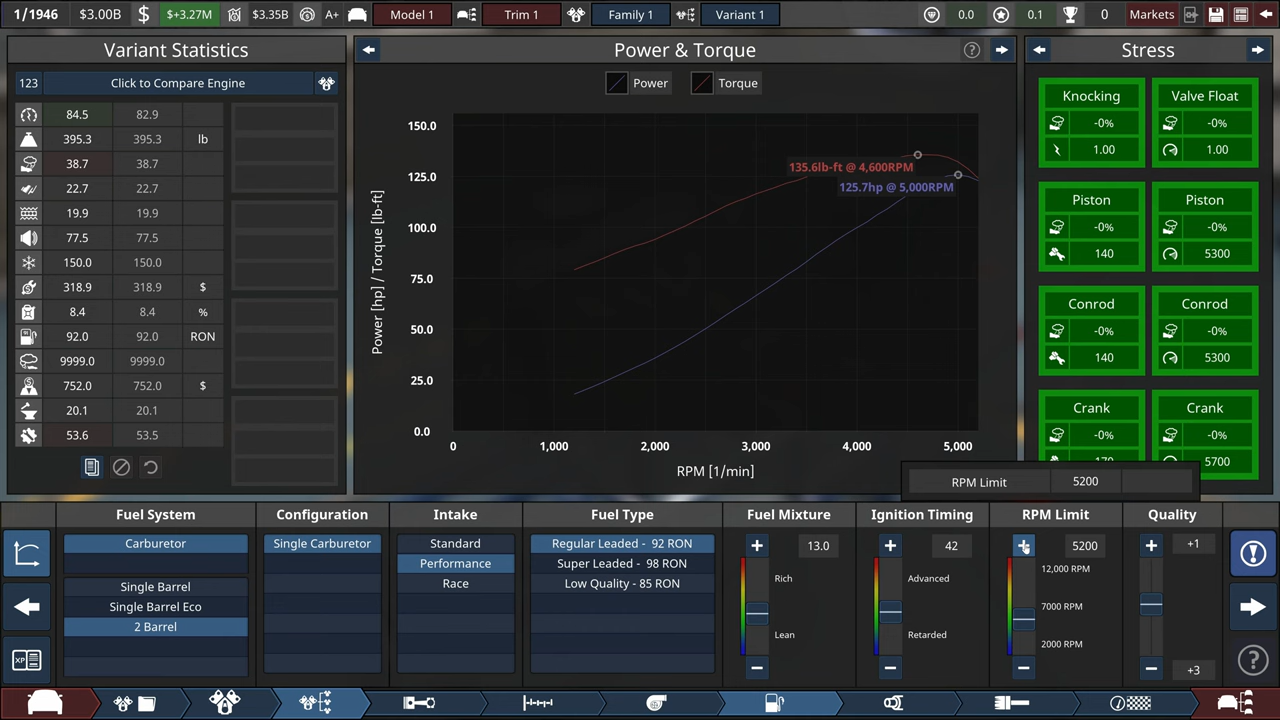 1/1946 $3.00B $+3.27M $3.35B A+ Model 1 Trim 1 Family 1 Variant 1 0.0 0.1 0 Markets
Variant Statistics
123 Click to Compare Engine
84.5 82.9
395.3 395.3 lb
38.7 38.7
22.7 22.7
19.9 19.9
77.5 77.5
150.0 150.0
318.9 318.9 $
8.4 8.4 %
92.0 92.0 RON
9999.0 9999.0
752.0 752.0 $
20.1 20.1
53.6 53.5
Power & Torque ?
Power Torque
150.0
135.6lb-ft @ 4,600RPM
125.0
125.7hp @ 5,000RPM
100.0
75.0
50.0
25.0
0.0
Power [hp] / Torque [lb-ft]
0 1,000 2,000 3,000 4,000 5,000
RPM [1/min]
Stress
Knocking Valve Float
-0% -0%
1.00 1.00
Piston Piston
-0% -0%
140 5300
Conrod Conrod
-0% -0%
140 5300
Crank Crank
-0% -0%
170 5700
RPM Limit 5200
Fuel System
Carburetor
Single Barrel
Single Barrel Eco
2 Barrel
Configuration
Single Carburetor
Intake
Standard
Performance
Race
Fuel Type
Regular Leaded - 92 RON
Super Leaded - 98 RON
Low Quality - 85 RON
Fuel Mixture
+ 13.0
Rich
Lean
−
Ignition Timing
+ 42
Advanced
Retarded
−
RPM Limit
+ 5200
12,000 RPM
7000 RPM
2000 RPM
−
Quality
+ +1
− +3
XP
?